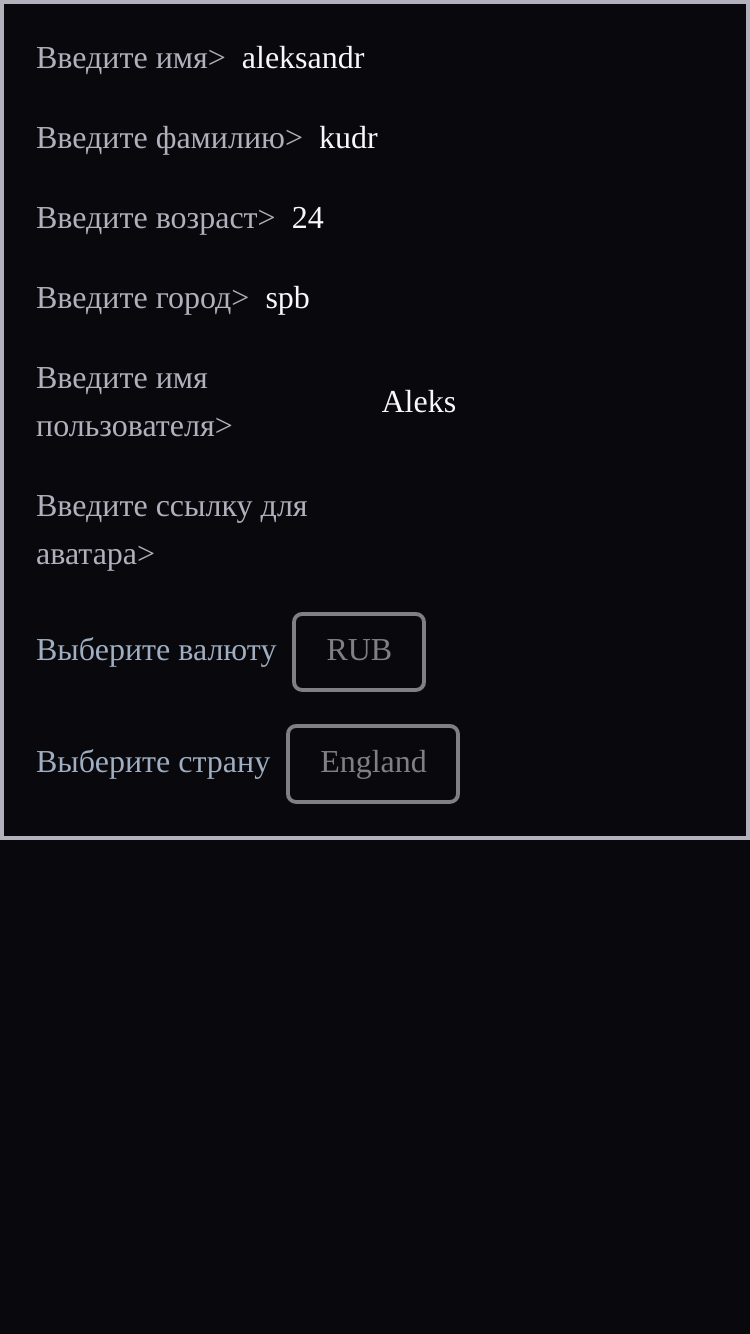 Введите имя> aleksandr
Введите фамилию> kudr
Введите возраст> 24
Введите город> spb
Введите имя
пользователя>
Aleks
Введите ссылку для
аватара>
Выберите валюту RUB
Выберите страну England